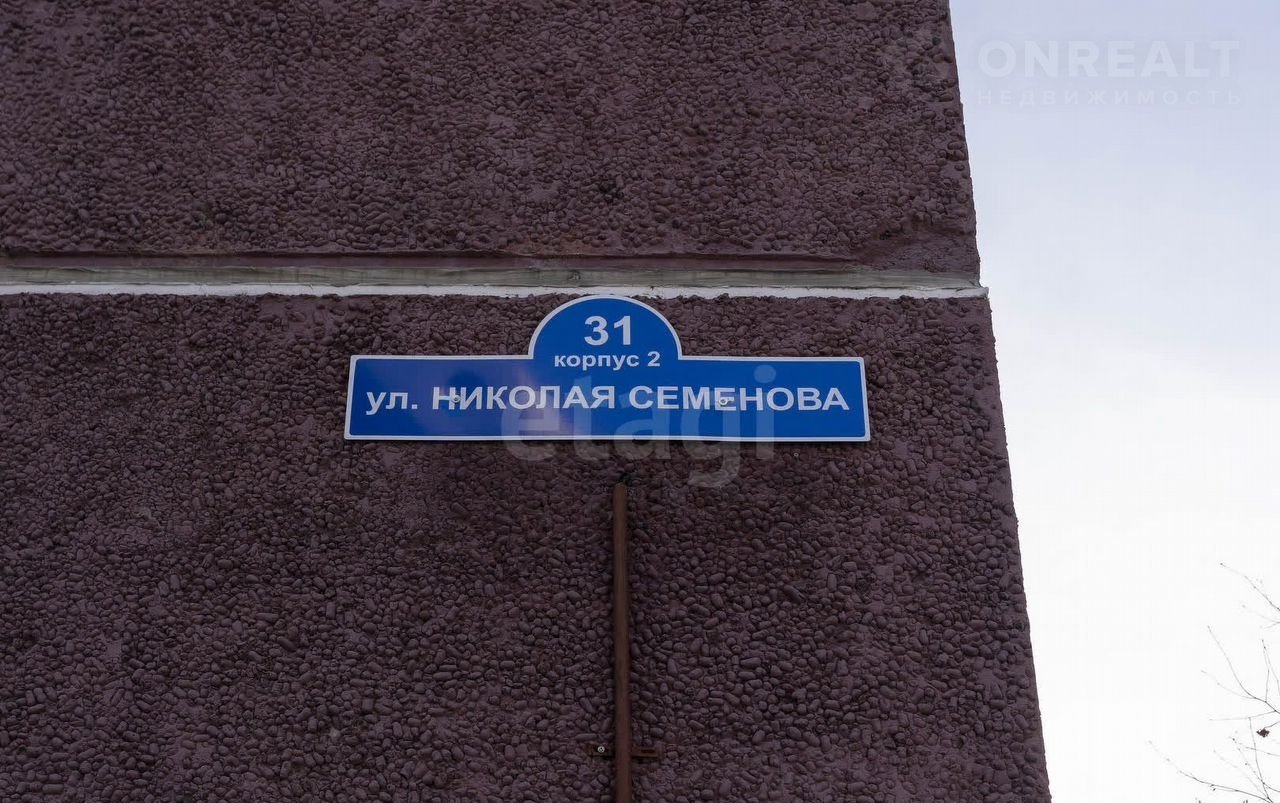 ONREALT
НЕДВИЖИМОСТЬ
31
корпус 2
ул. НИКОЛАЯ СЕМЕНОВА
etagi